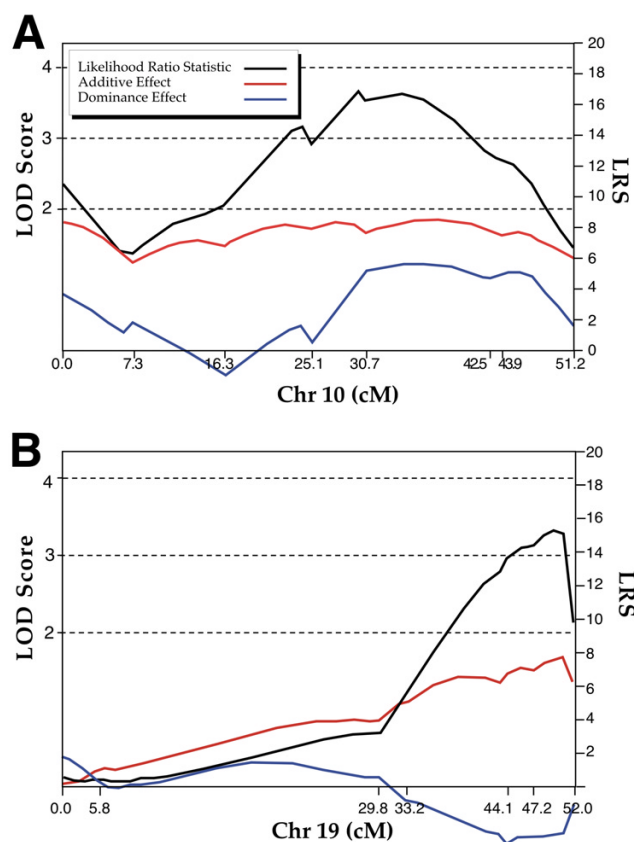 A
Likelihood Ratio Statistic
Additive Effect
Dominance Effect
LOD Score
4
3
2
20
18
16
14
12
10
8
6
4
2
0
LRS
0.0 7.3 16.3 25.1 30.7 425 43.9 51.2
Chr 10 (cM)
B
LOD Score
4
3
2
20
18
16
14
12
10
8
6
4
2
LRS
0.0 5.8 29.8 33.2 44.1 47.2 52.0
Chr 19 (cM)